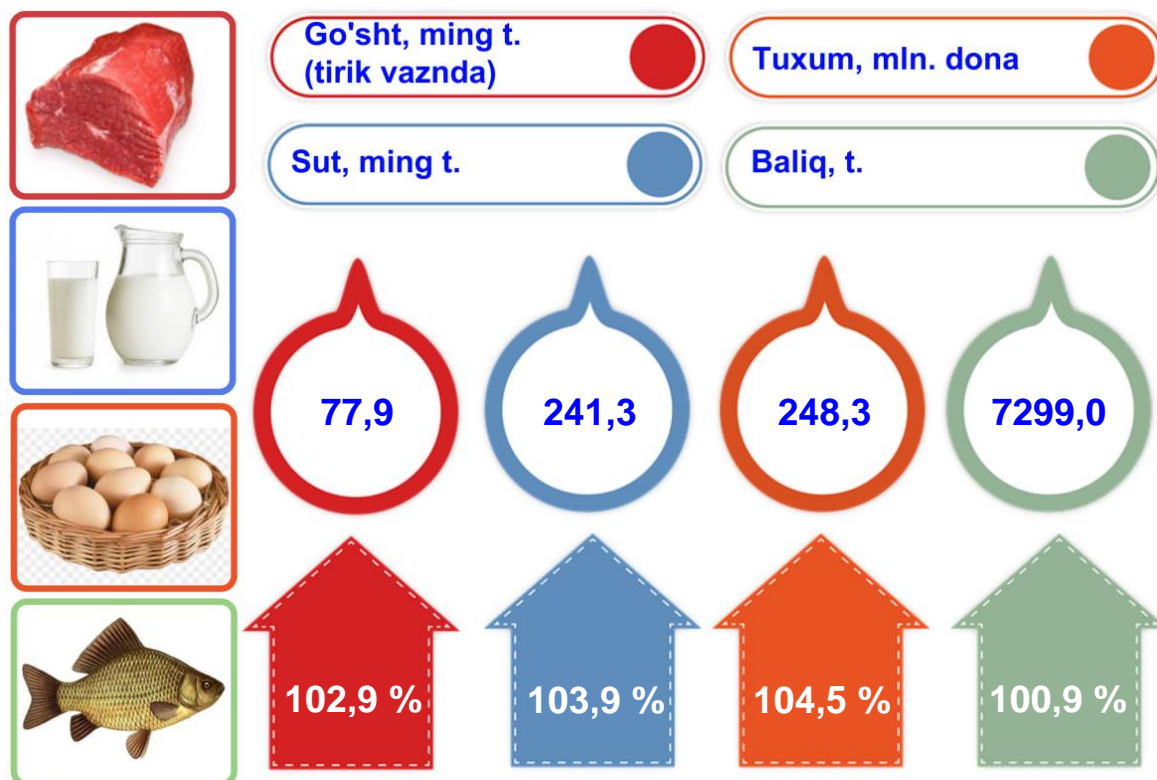 Go'sht, ming t.
(tirik vaznda)
Tuxum, mln. dona
Sut, ming t.
Baliq, t.
77,9
241,3
248,3
7299,0
102,9 %
103,9 %
104,5 %
100,9 %